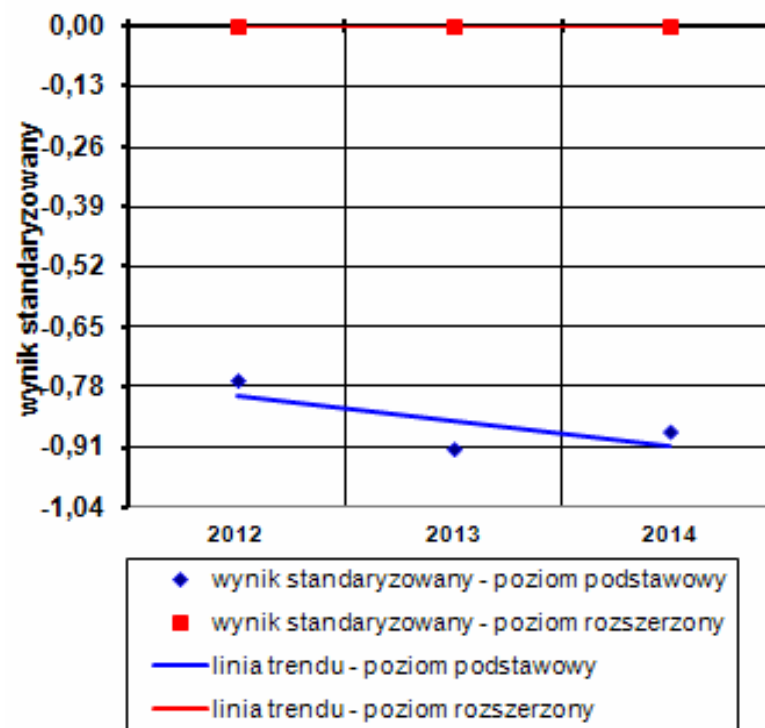 0,00
-0,13
-0,26
-0,39
-0,52
-0,65
-0,78
-0,91
-1,04
wynik standaryzowany
2012 2013 2014
wynik standaryzowany - poziom podstawowy
wynik standaryzowany - poziom rozszerzony
linia trendu - poziom podstawowy
linia trendu - poziom rozszerzony